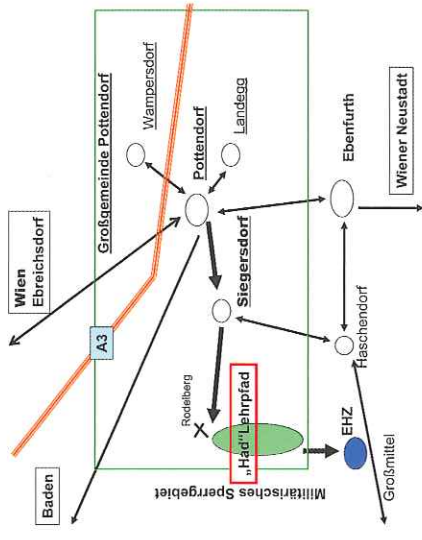 Großgemeinde Pottendorf
Wampersdorf
Pottendorf
Landegg
Wien
Ebreichsdorf
A3
Siegersdorf
Ebenfurth
Wiener Neustadt
Baden
Rodelberg
X
„Had“Lehrpfad
Haschendorf
EHZ
Großmittel
Militärisches Sperrgebiet